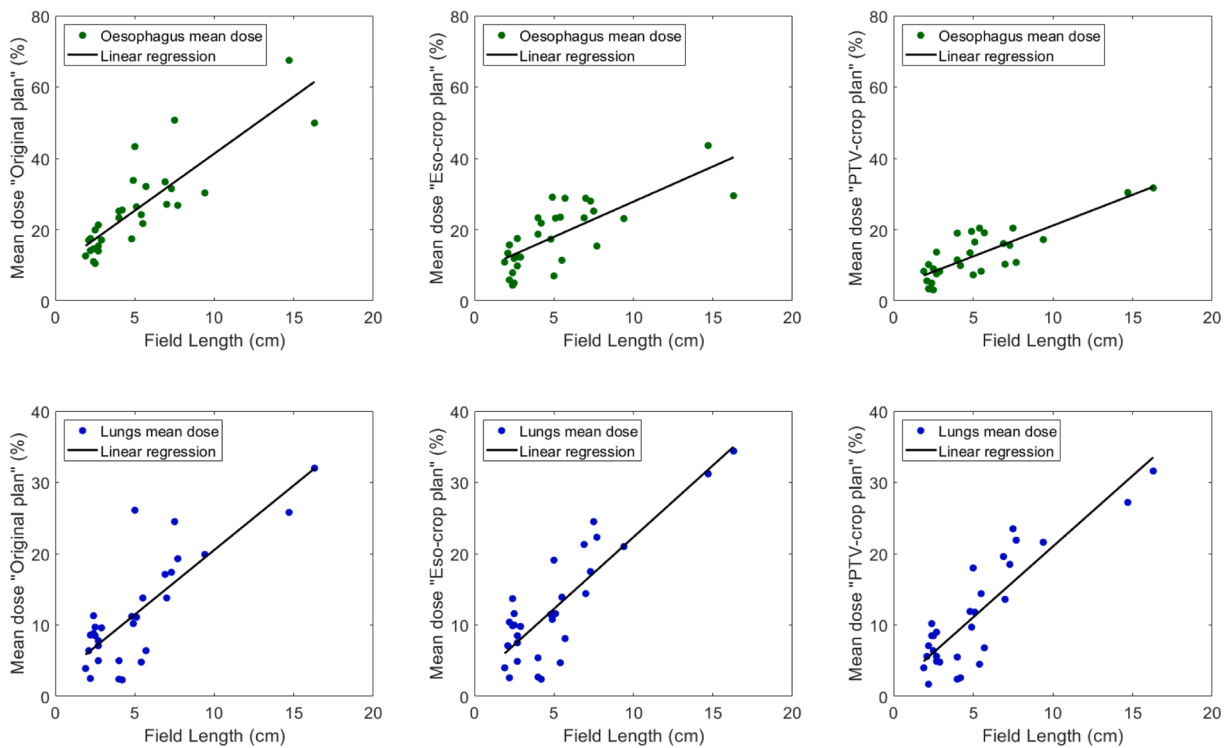 Mean dose "Original plan" (%)
80
60
40
20
0
Oesophagus mean dose
Linear regression
0 5 10 15 20
Field Length (cm)
Mean dose "Eso-crop plan" (%)
80
60
40
20
0
Oesophagus mean dose
Linear regression
0 5 10 15 20
Field Length (cm)
Mean dose "PTV-crop plan" (%)
80
60
40
20
0
Oesophagus mean dose
Linear regression
0 5 10 15 20
Field Length (cm)
Mean dose "Original plan" (%)
40
30
20
10
0
Lungs mean dose
Linear regression
0 5 10 15 20
Field Length (cm)
Mean dose "Eso-crop plan" (%)
40
30
20
10
0
Lungs mean dose
Linear regression
0 5 10 15 20
Field Length (cm)
Mean dose "PTV-crop plan" (%)
40
30
20
10
0
Lungs mean dose
Linear regression
0 5 10 15 20
Field Length (cm)